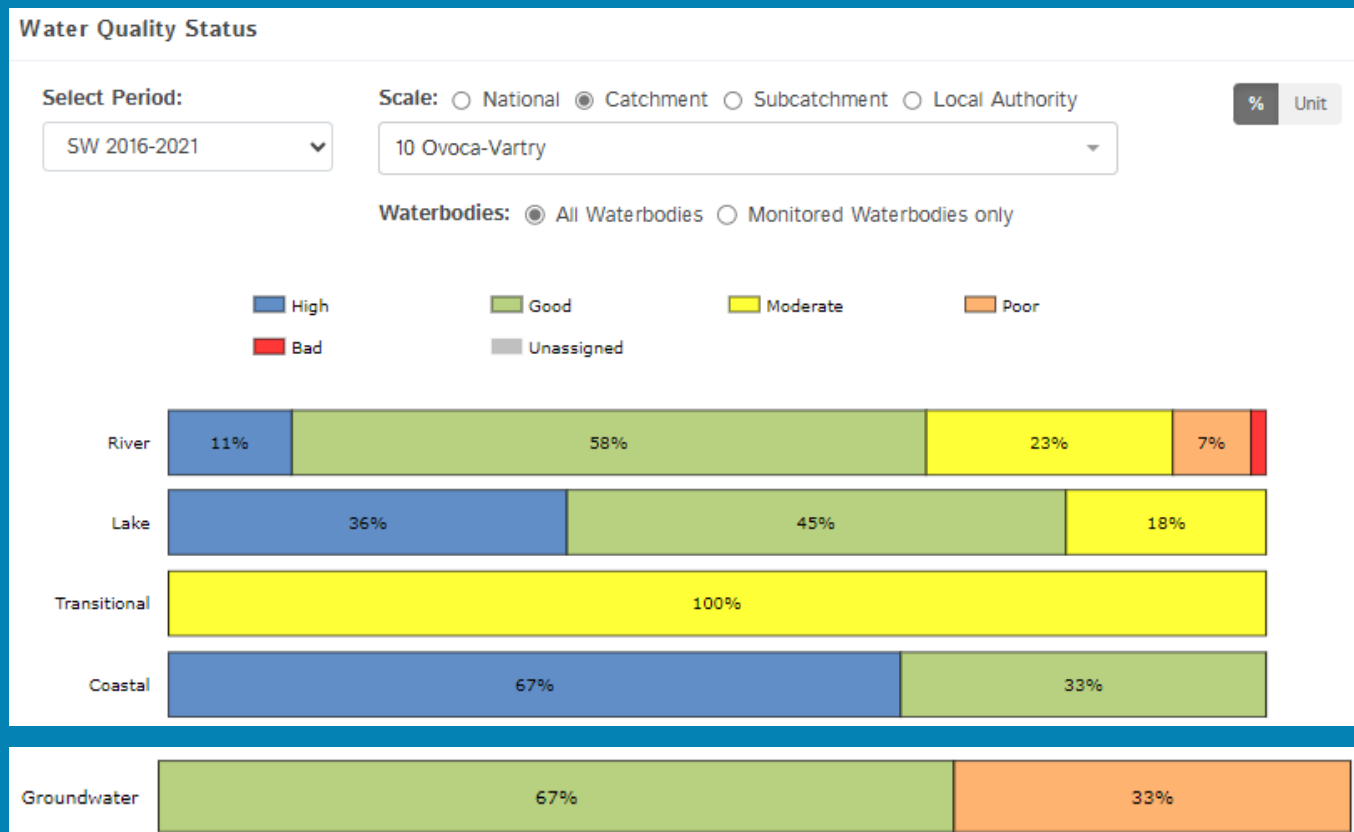 Water Quality Status
Select Period:
Scale: National Catchment Subcatchment Local Authority
% Unit
SW 2016-2021
10 Ovoca-Vartry
Waterbodies: All Waterbodies Monitored Waterbodies only
High Good Moderate Poor
Bad Unassigned
River 11% 58% 23% 7%
Lake 36% 45% 18%
Transitional 100%
Coastal 67% 33%
Groundwater 67% 33%